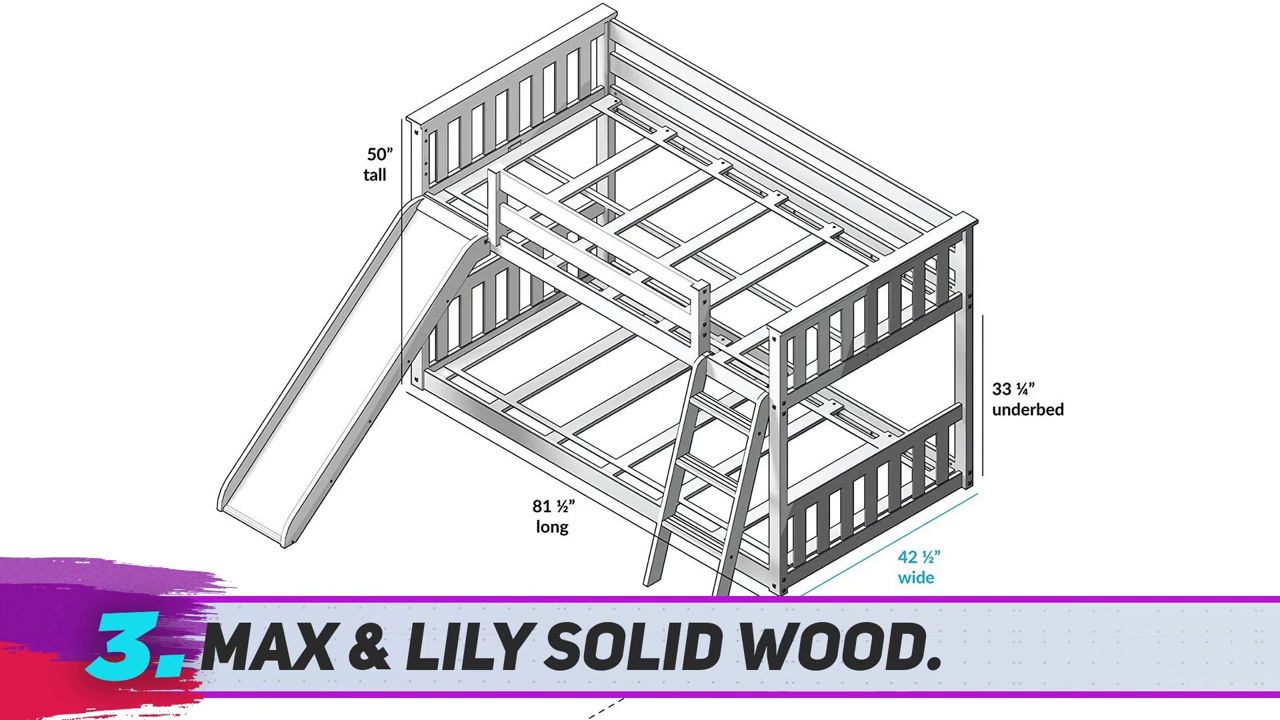 50”
tall
33 ¼”
underbed
81 ½”
long
42 ½”
wide
3. MAX & LILY SOLID WOOD.